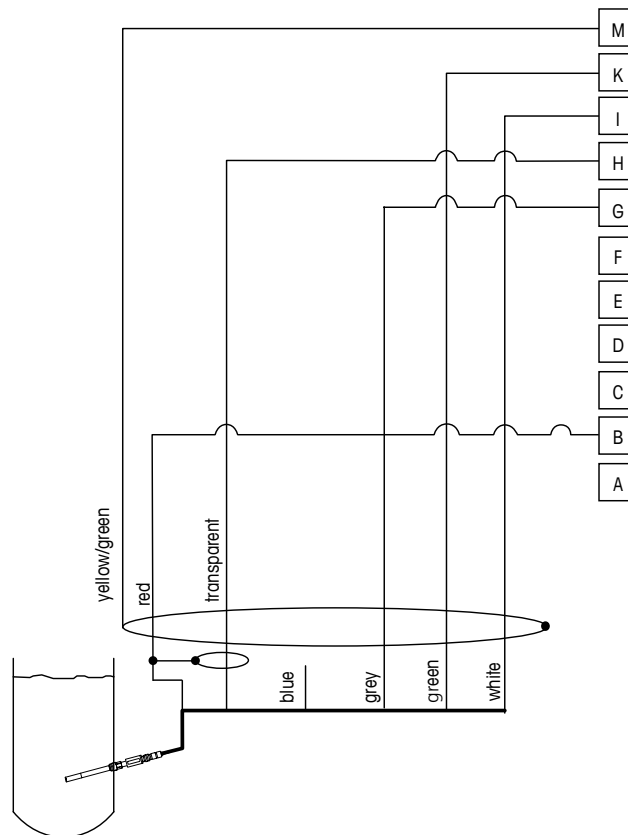 M
K
I
H
G
F
E
D
C
B
A
yellow/green
red
transparent
blue
grey
green
white